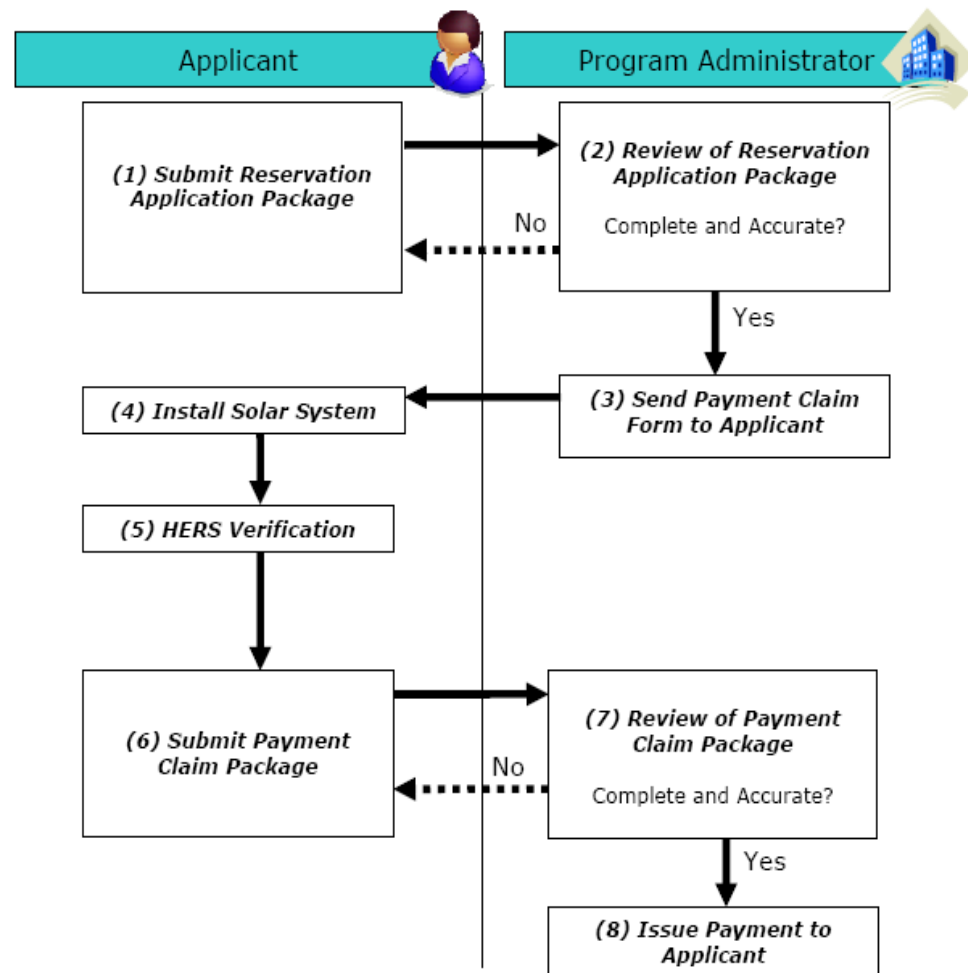 Applicant
Program Administrator
(1) Submit Reservation
Application Package
(2) Review of Reservation
Application Package
Complete and Accurate?
No
Yes
(3) Send Payment Claim
Form to Applicant
(4) Install Solar System
(5) HERS Verification
(6) Submit Payment
Claim Package
(7) Review of Payment
Claim Package
Complete and Accurate?
No
Yes
(8) Issue Payment to
Applicant